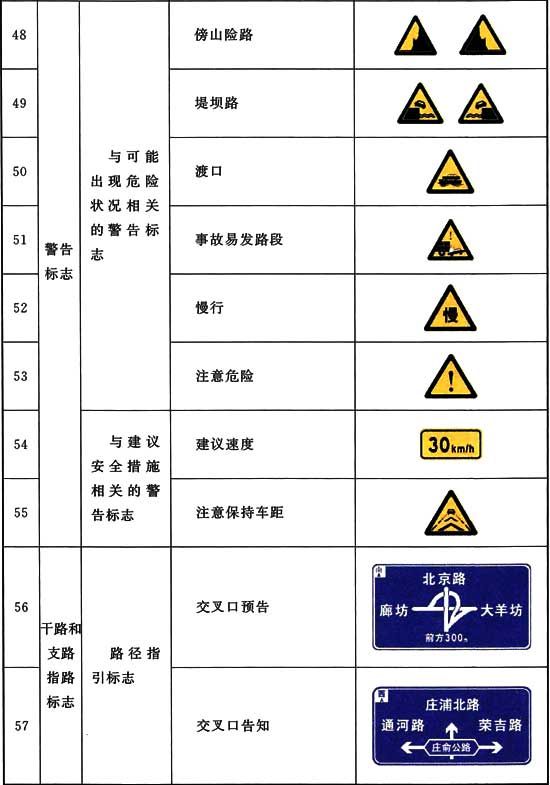 48
傍山险路
49
堤坝路
50
渡口
51
事故易发路段
52
慢行
慢
53
注意危险
!
警告
标志
与可能
出现危险
状况相关
的警告标
志
54
建议速度
30km/h
55
注意保持车距
与建议
安全措施
相关的警
告标志
56
交叉口预告
向
北京路
廊坊
大羊坊
前方300m
57
交叉口告知
西
庄浦北路
通河路
荣吉路
庄俞公路
干路和
支路
指路
标志
路径指
引标志